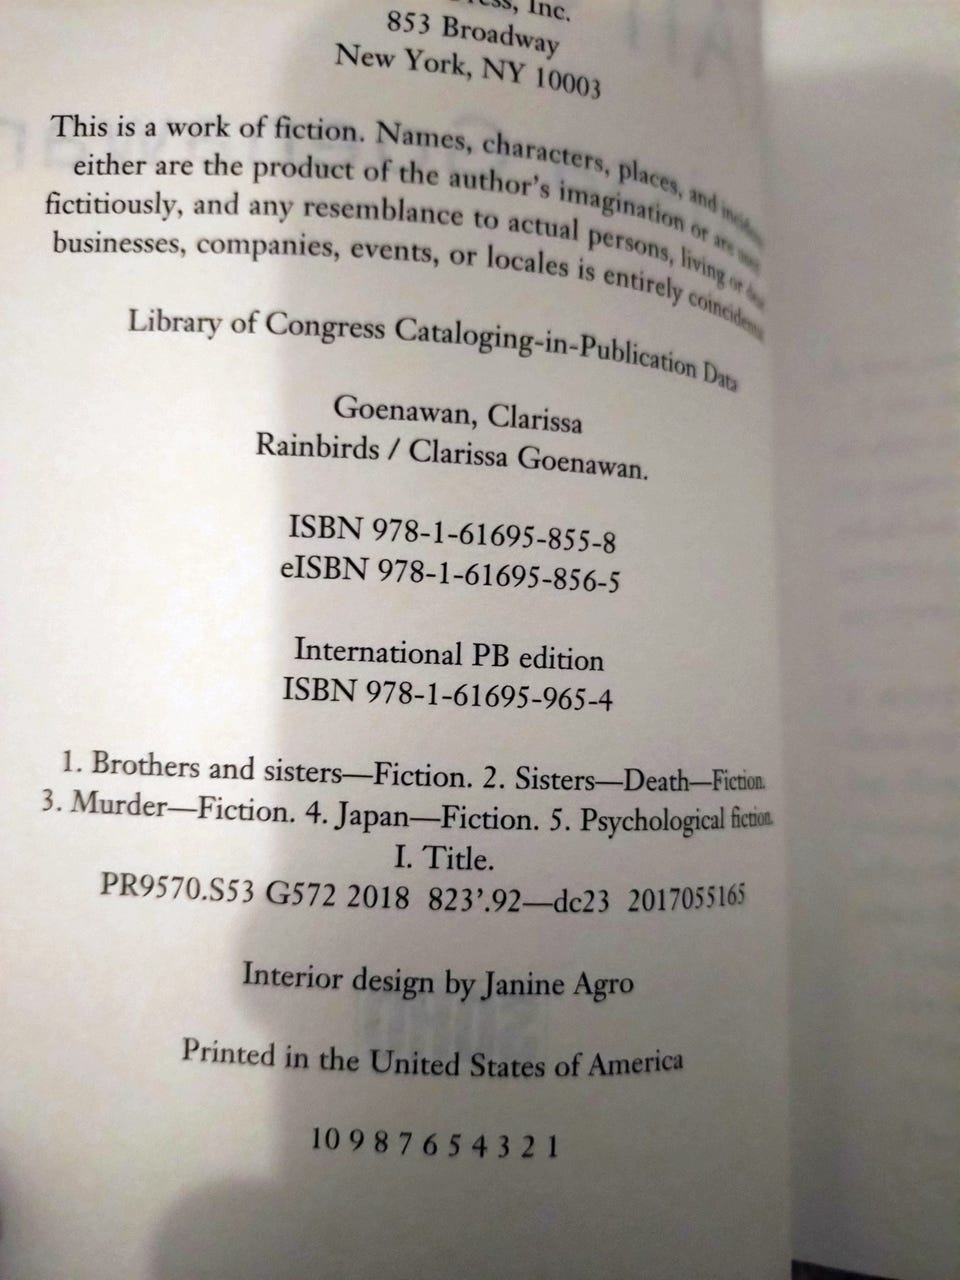 Inc.
853 Broadway
New York, NY 10003
This is a work of fiction. Names, characters, places, and
either are the product of the author's imagination or are used
fictitiously, and any resemblance to actual persons, living or
businesses, companies, events, or locales is entirely
Library of Congress Cataloging-in-Publication Data
Goenawan, Clarissa
Rainbirds / Clarissa Goenawan.
ISBN 978-1-61695-855-8
eISBN 978-1-61695-856-5
International PB edition
ISBN 978-1-61695-965-4
1. Brothers and sisters—Fiction. 2. Sisters—Death—Fiction.
3. Murder—Fiction. 4. Japan—Fiction. 5. Psychological fiction.
I. Title.
PR9570.S53 G572 2018 823'.92—dc23 2017055165
Interior design by Janine Agro
Printed in the United States of America
10 9 8 7 6 5 4 3 2 1